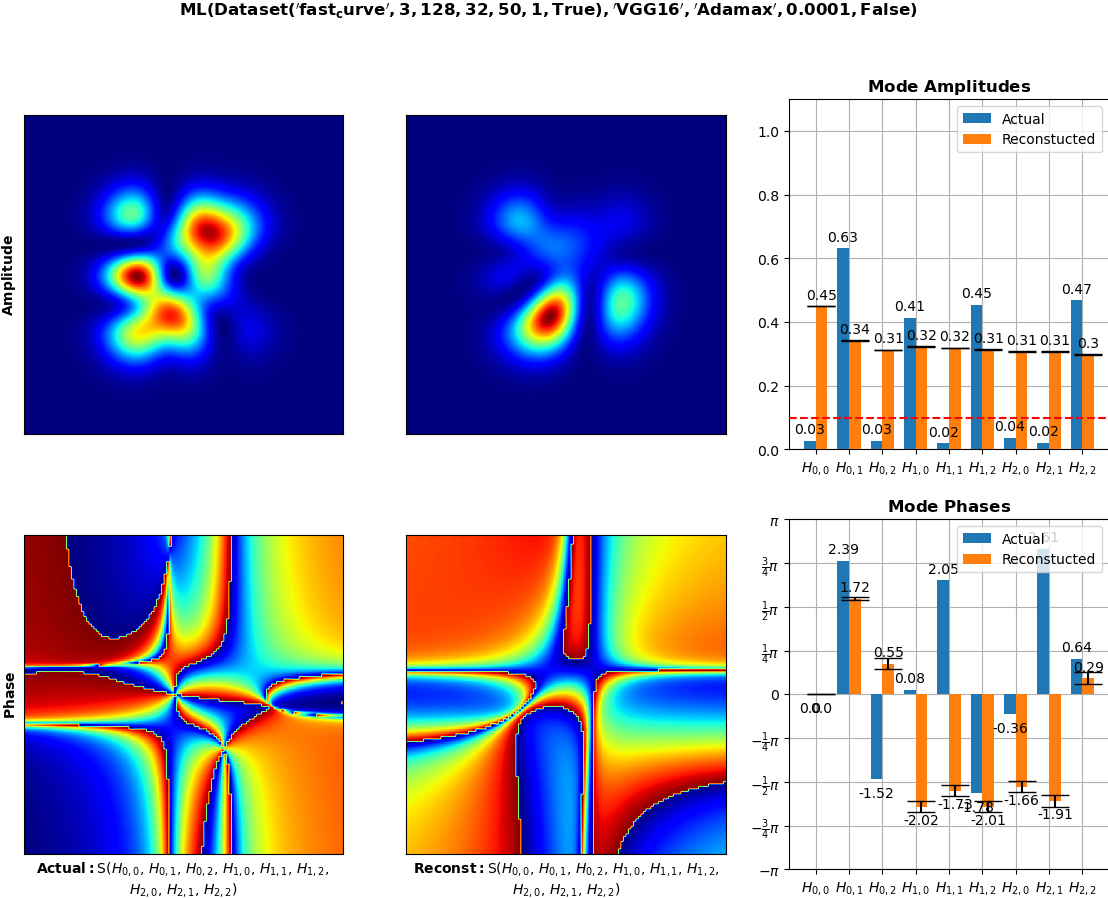 ML(Dataset('fast_curve', 3, 128, 32, 50, 1, True), 'VGG16', 'Adamax', 0.0001, False)
Amplitude
Mode Amplitudes
Actual
Reconstucted
1.0
0.8
0.6
0.4
0.2
0.0
0.03 0.63 0.03 0.41 0.02 0.45 0.04 0.02 0.47
0.45 0.34 0.31 0.32 0.32 0.31 0.31 0.31 0.3
H0,0 H0,1 H0,2 H1,0 H1,1 H1,2 H2,0 H2,1 H2,2
Phase
Actual: S(H0,0, H0,1, H0,2, H1,0, H1,1, H1,2,
H2,0, H2,1, H2,2)
Reconst: S(H0,0, H0,1, H0,2, H1,0, H1,1, H1,2,
H2,0, H2,1, H2,2)
Mode Phases
Actual
Reconstucted
π
3/4π
1/2π
1/4π
0
−1/4π
−1/2π
−3/4π
−π
0.0 2.39 -1.52 0.08 2.05 -1.78 -0.36 0.64
0.0 1.72 0.55 -2.02 -1.73 -2.01 -1.66 -1.91 0.29
H0,0 H0,1 H0,2 H1,0 H1,1 H1,2 H2,0 H2,1 H2,2